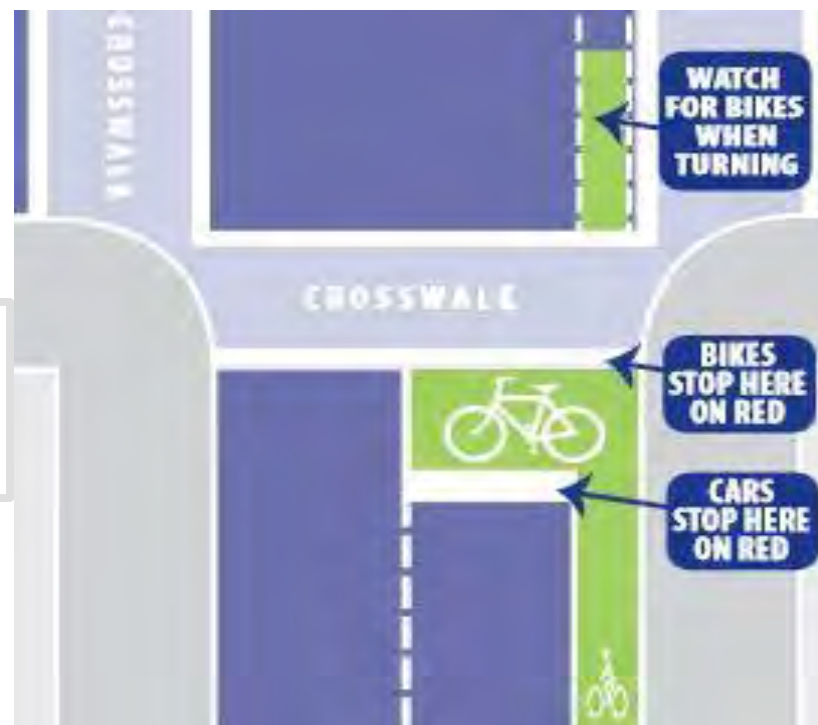 CROSSWALK
WATCH
FOR BIKES
WHEN
TURNING
CROSSWALK
BIKES
STOP HERE
ON RED
CARS
STOP HERE
ON RED